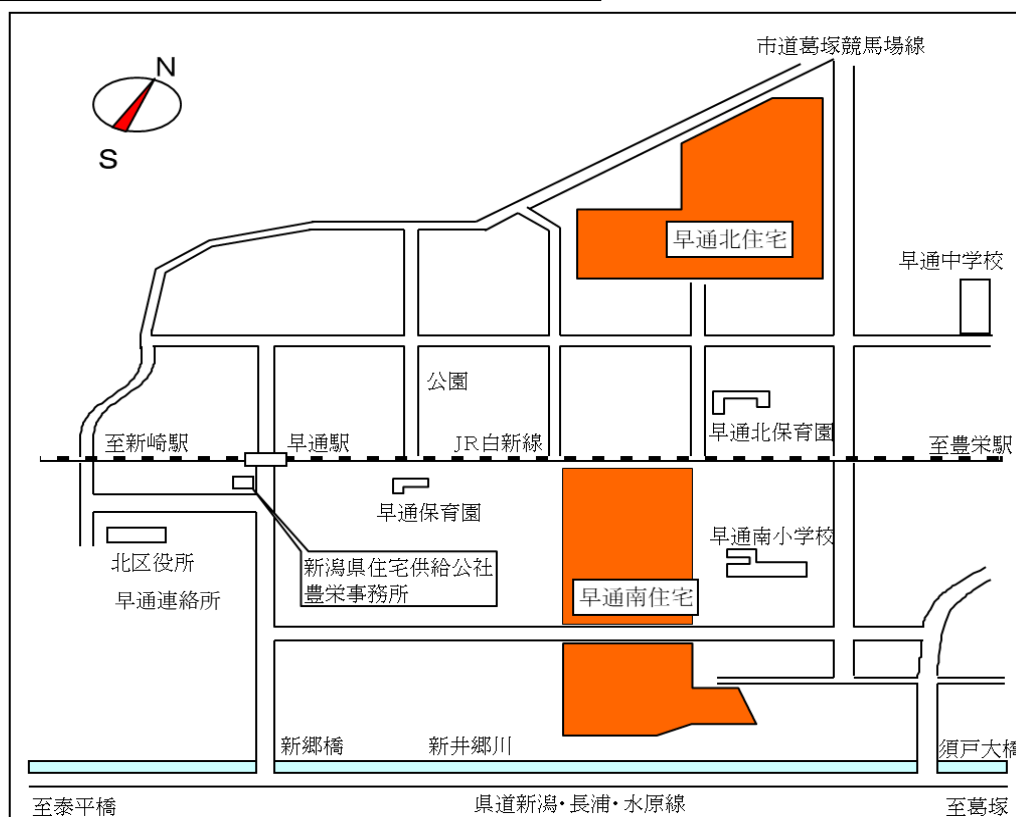 市道葛塚競馬場線
N
S
早通北住宅
早通中学校
公園
早通北保育園
至新崎駅
早通駅
JR白新線
至豊栄駅
早通保育園
早通南小学校
北区役所
早通連絡所
新潟県住宅供給公社
豊栄事務所
早通南住宅
新郷橋
新井郷川
須戸大橋
至泰平橋
県道新潟・長浦・水原線
至葛塚